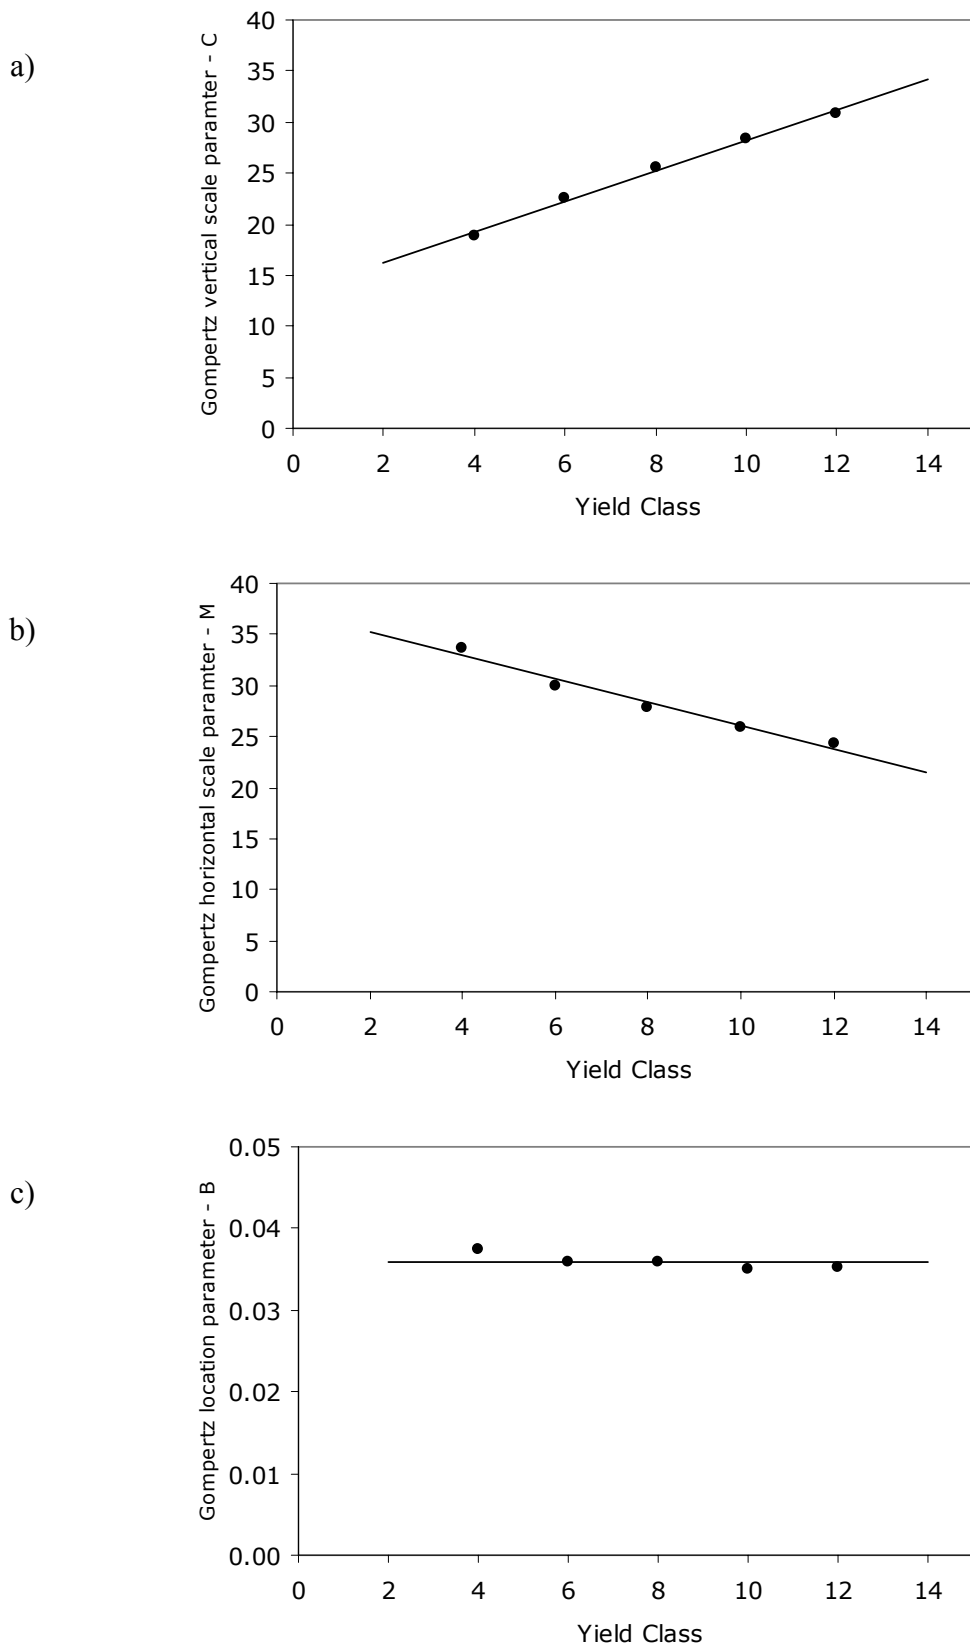 a)
Gompertz vertical scale paramter - C
40
35
30
25
20
15
10
5
0
0 2 4 6 8 10 12 14
Yield Class
b)
Gompertz horizontal scale paramter - M
40
35
30
25
20
15
10
5
0
0 2 4 6 8 10 12 14
Yield Class
c)
Gompertz location parameter - B
0.05
0.04
0.03
0.02
0.01
0.00
0 2 4 6 8 10 12 14
Yield Class